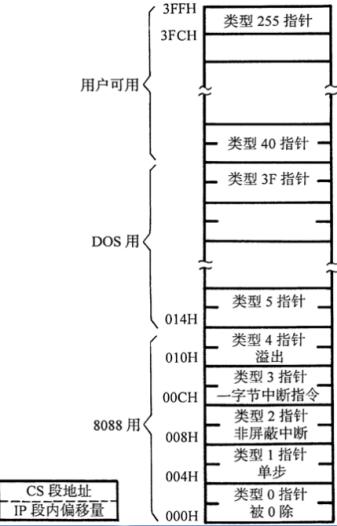 3FFH
类型 255 指针
3FCH
用户可用
类型 40 指针
类型 3F 指针
DOS 用
类型 5 指针
014H
类型 4 指针
溢出
010H
类型 3 指针
一字节中断指令
00CH
8088 用
类型 2 指针
非屏蔽中断
008H
类型 1 指针
单步
004H
CS 段地址
IP 段内偏移量
类型 0 指针
被 0 除
000H